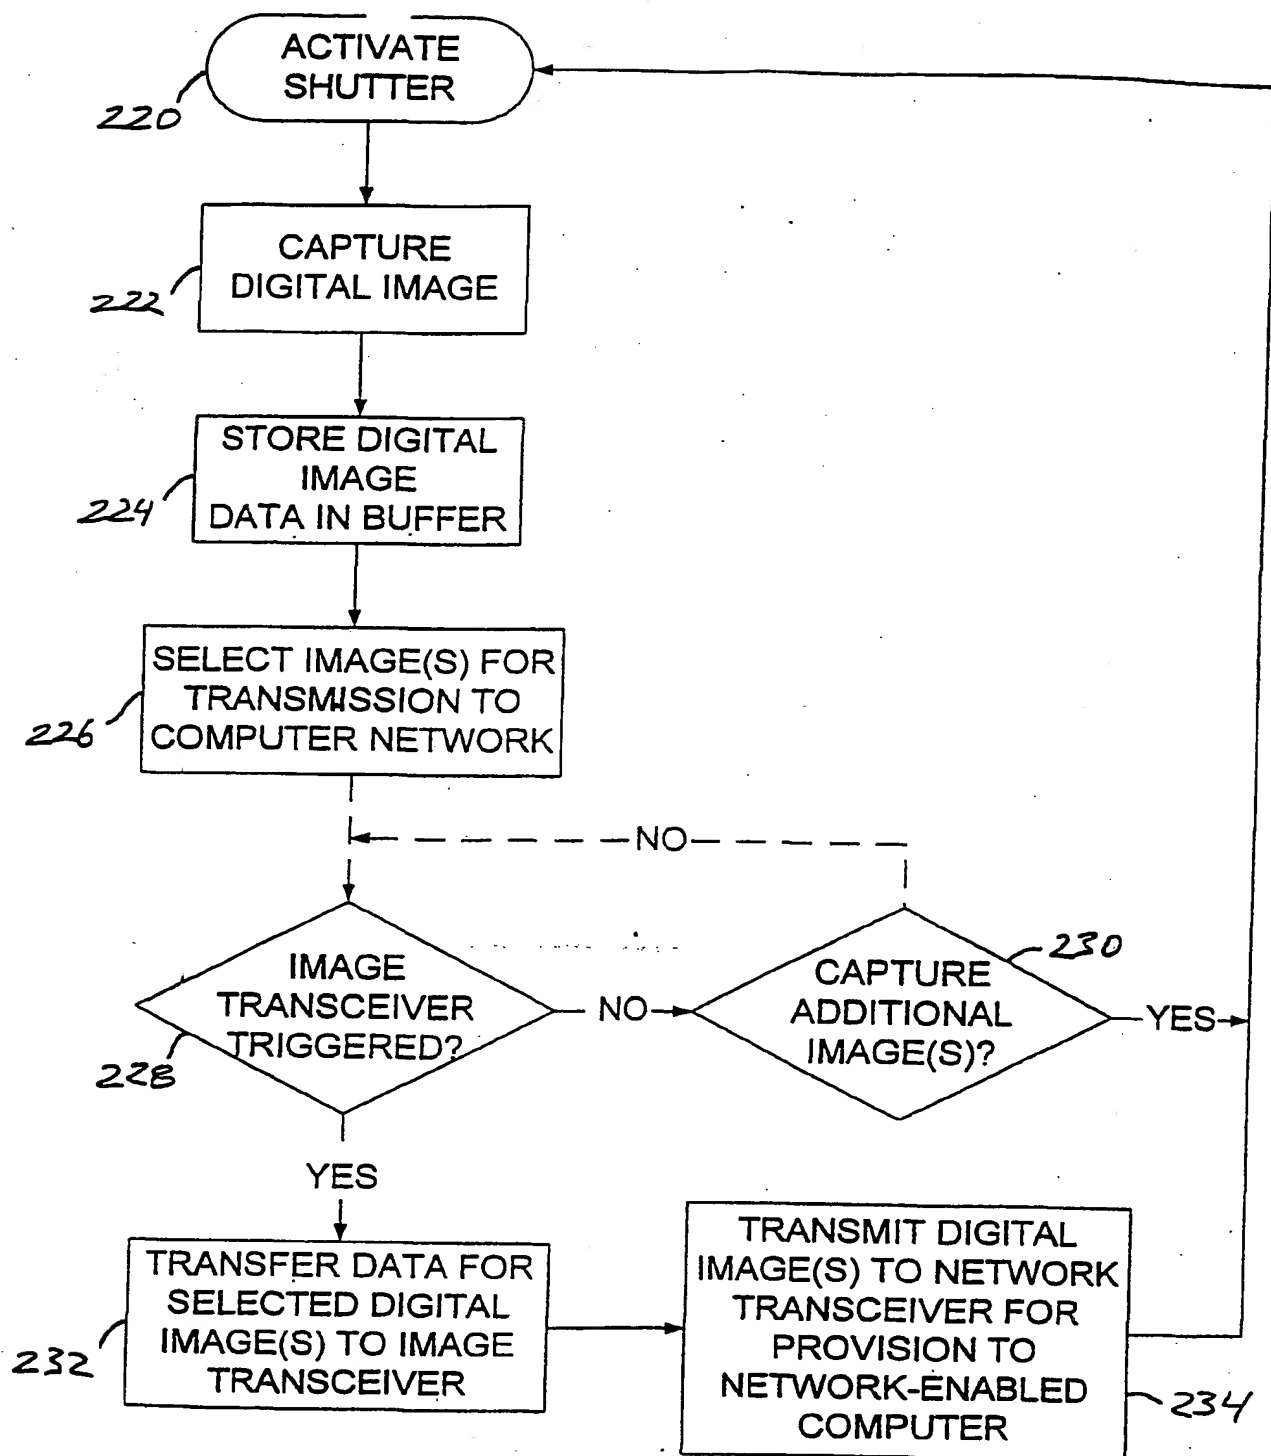 ACTIVATE
SHUTTER
220
CAPTURE
DIGITAL IMAGE
222
STORE DIGITAL
IMAGE
DATA IN BUFFER
224
SELECT IMAGE(S) FOR
TRANSMISSION TO
COMPUTER NETWORK
226
NO
IMAGE
TRANSCEIVER
TRIGGERED?
228
NO
CAPTURE
ADDITIONAL
IMAGE(S)?
230
YES
YES
TRANSFER DATA FOR
SELECTED DIGITAL
IMAGE(S) TO IMAGE
TRANSCEIVER
232
TRANSMIT DIGITAL
IMAGE(S) TO NETWORK
TRANSCEIVER FOR
PROVISION TO
NETWORK-ENABLED
COMPUTER
234